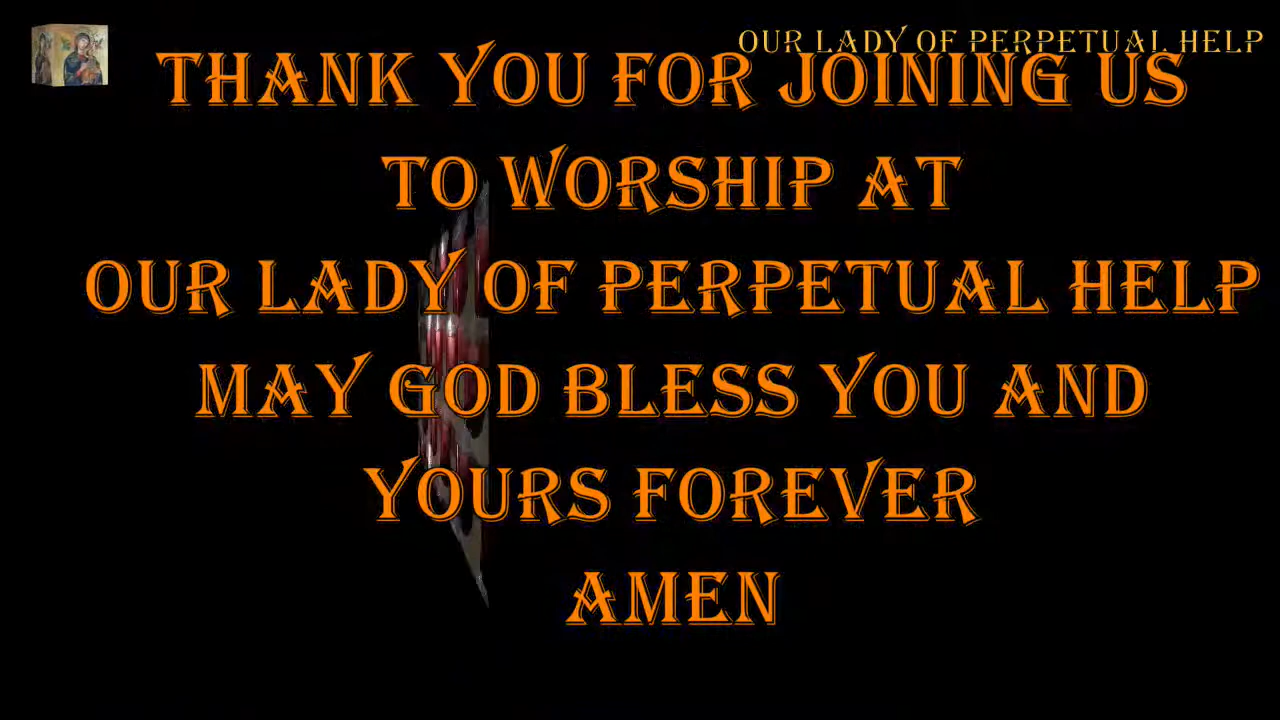 OUR LADY OF PERPETUAL HELP
THANK YOU FOR JOINING US
TO WORSHIP AT
OUR LADY OF PERPETUAL HELP
MAY GOD BLESS YOU AND
YOURS FOREVER
AMEN